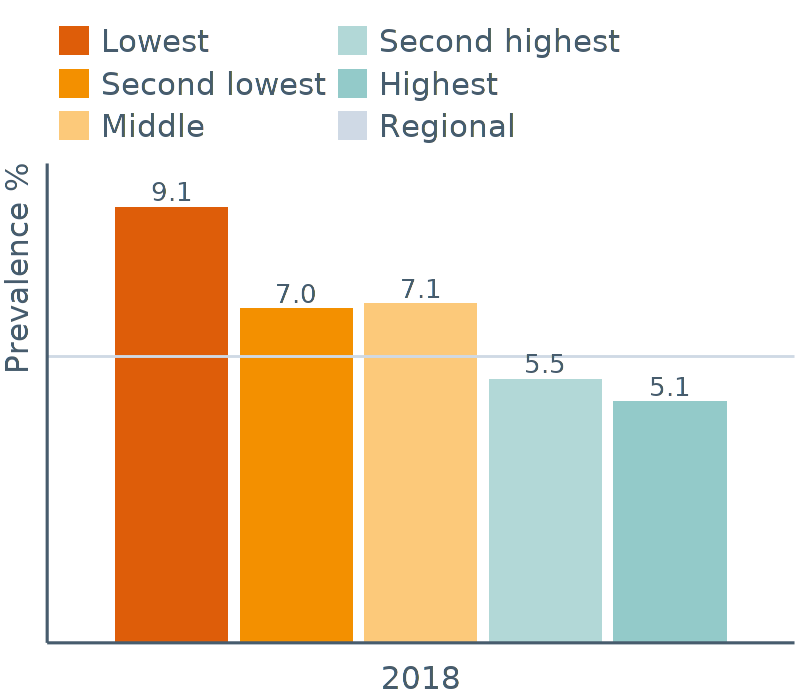 Lowest
Second lowest
Middle
Second highest
Highest
Regional
Prevalence %
9.1
7.0
7.1
5.5
5.1
2018